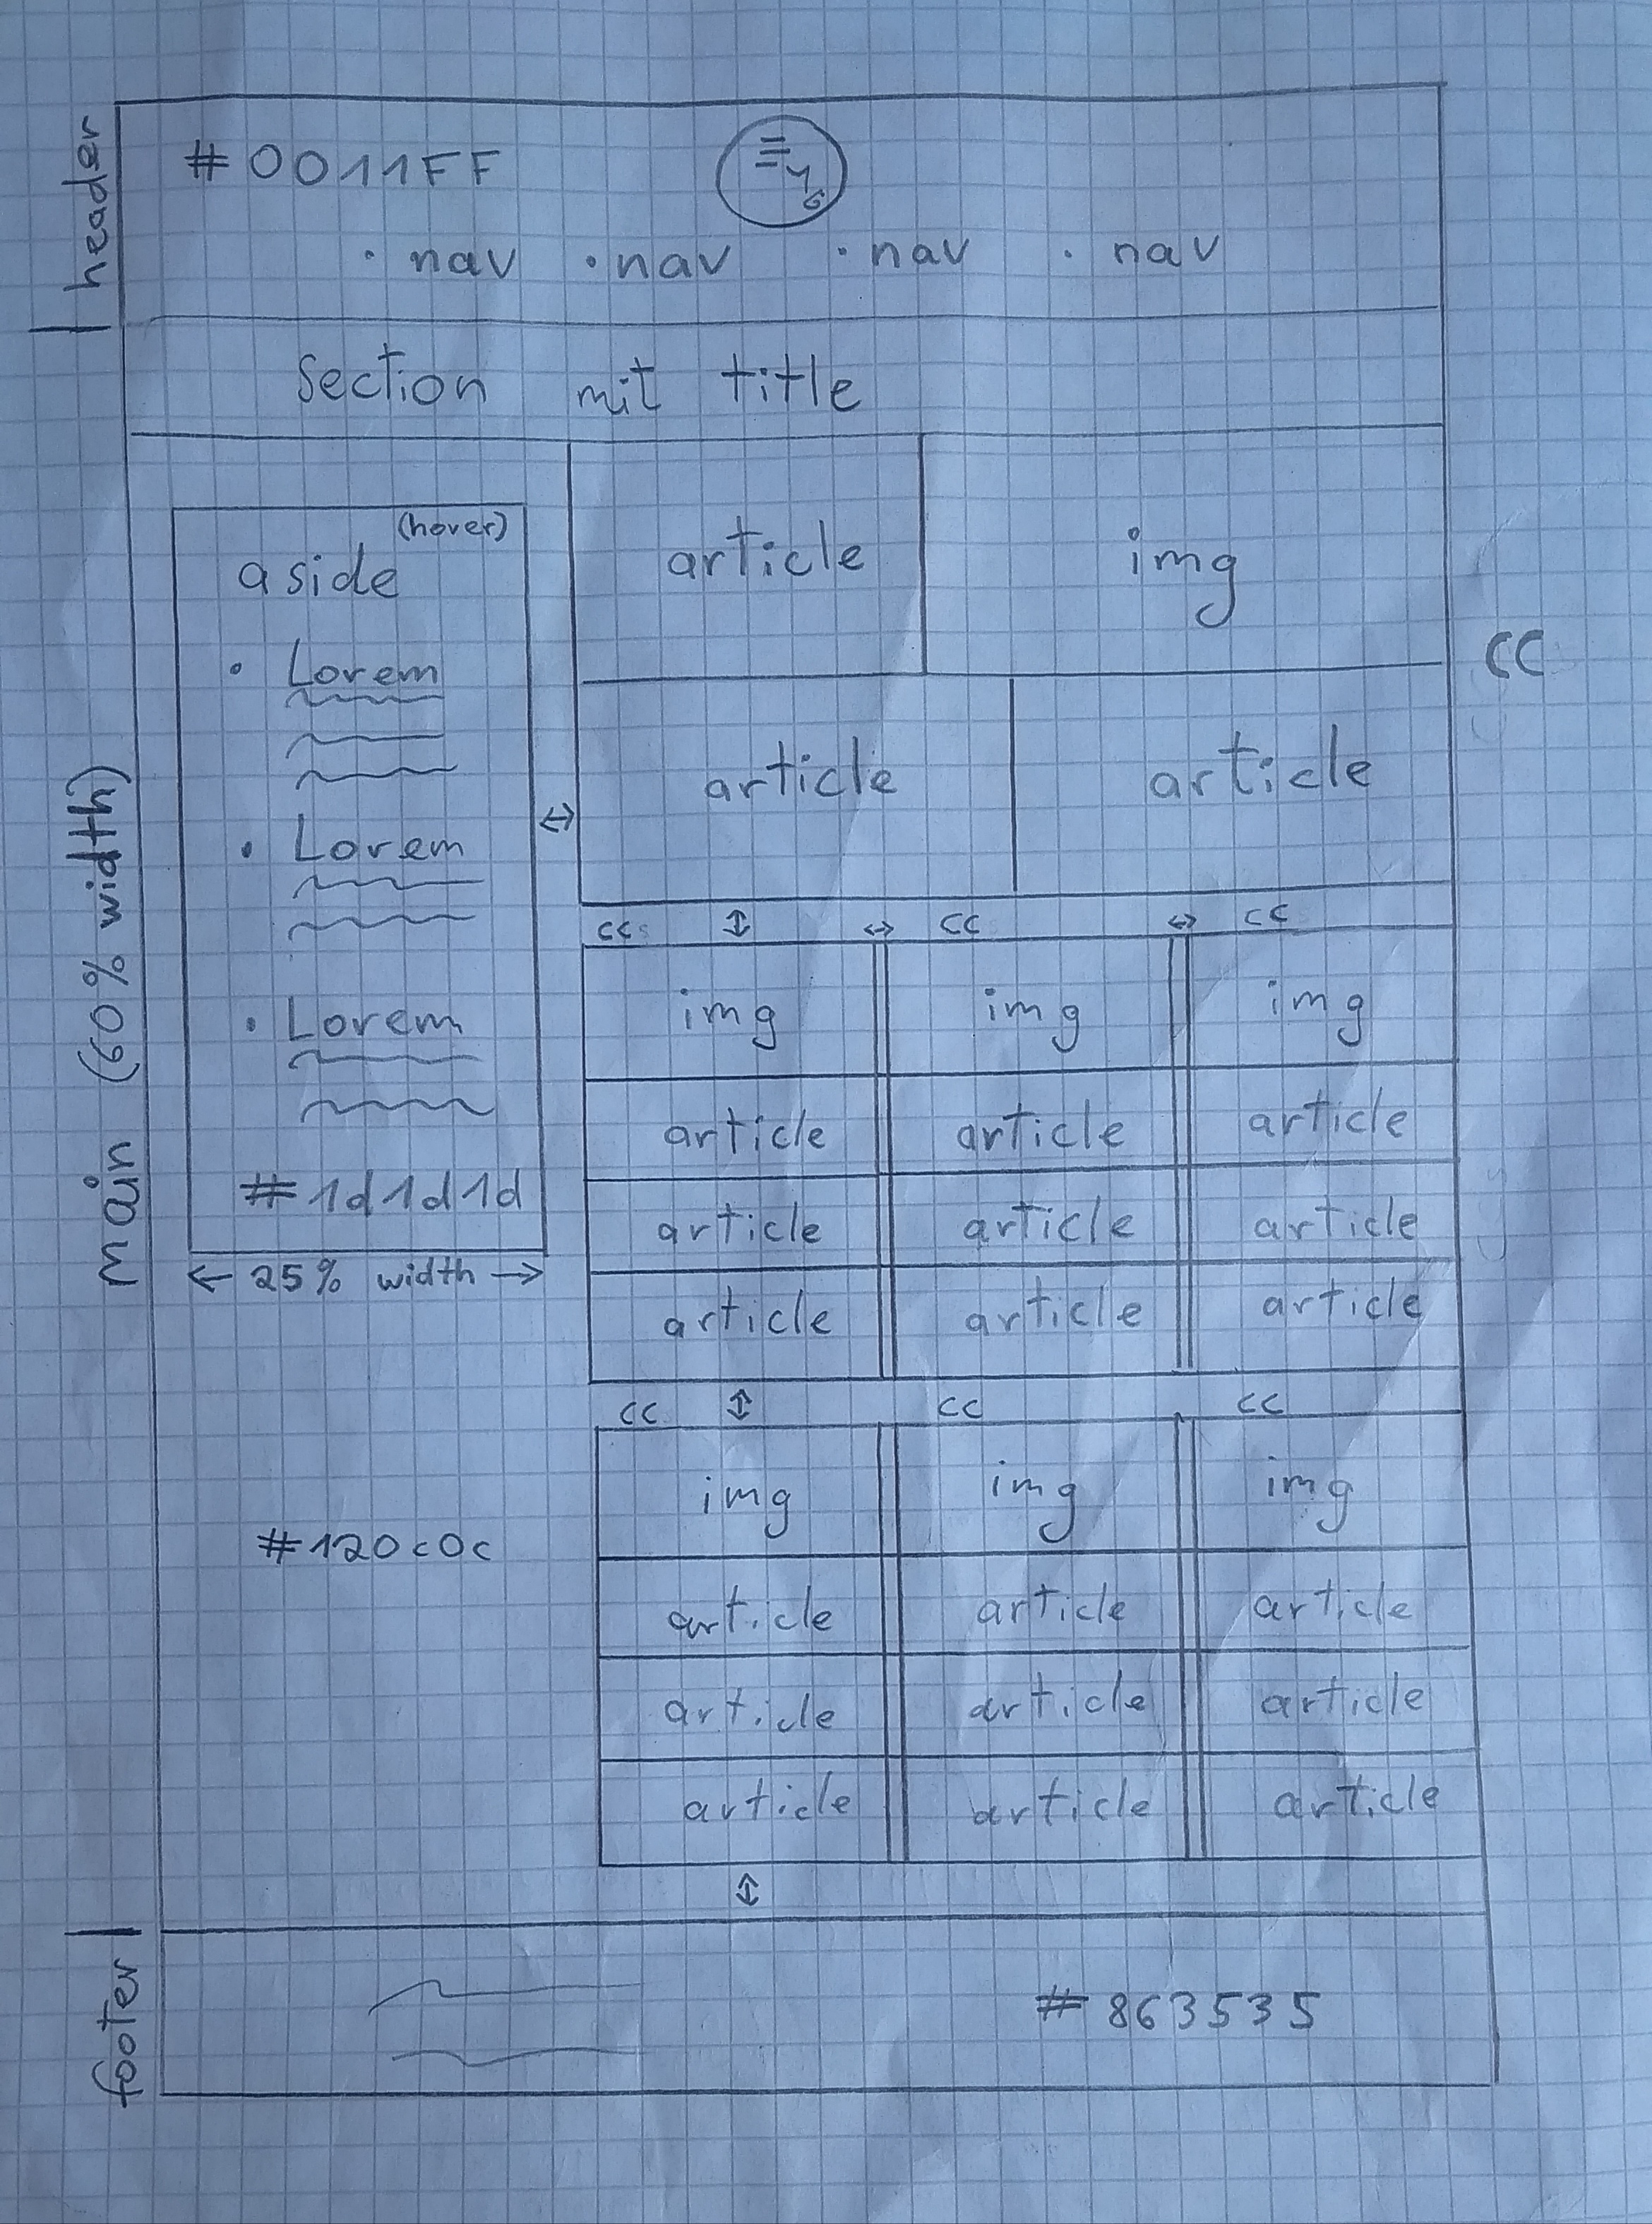 header
#0011FF
· nav · nav · nav · nav
Section mit title
main (60% width)
(hover)
aside
· Lorem
· Lorem
· Lorem
#1d1d1d
← 25% width →
article img
cc
article article
↔
cc ↕ ↔ cc ↔ cc
img img img
article article article
article article article
article article article
cc ↕ cc cc
img img img
article article article
article article article
article article article
↕
#120c0c
footer
#863535